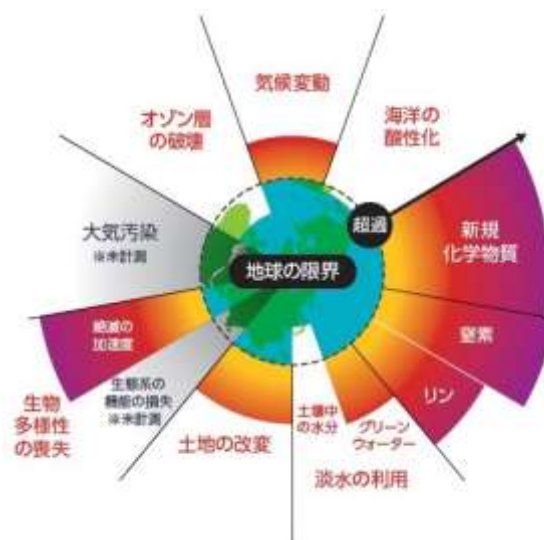 気候変動
オゾン層
の破壊
海洋の
酸性化
超過
新規
化学物質
大気汚染
※未計測
地球の限界
窒素
絶滅の
加速度
リン
生態系の
機能の損失
※未計測
生物
多様性
の喪失
土地の改変
土壌中
の水分
グリーン
ウォーター
淡水の利用